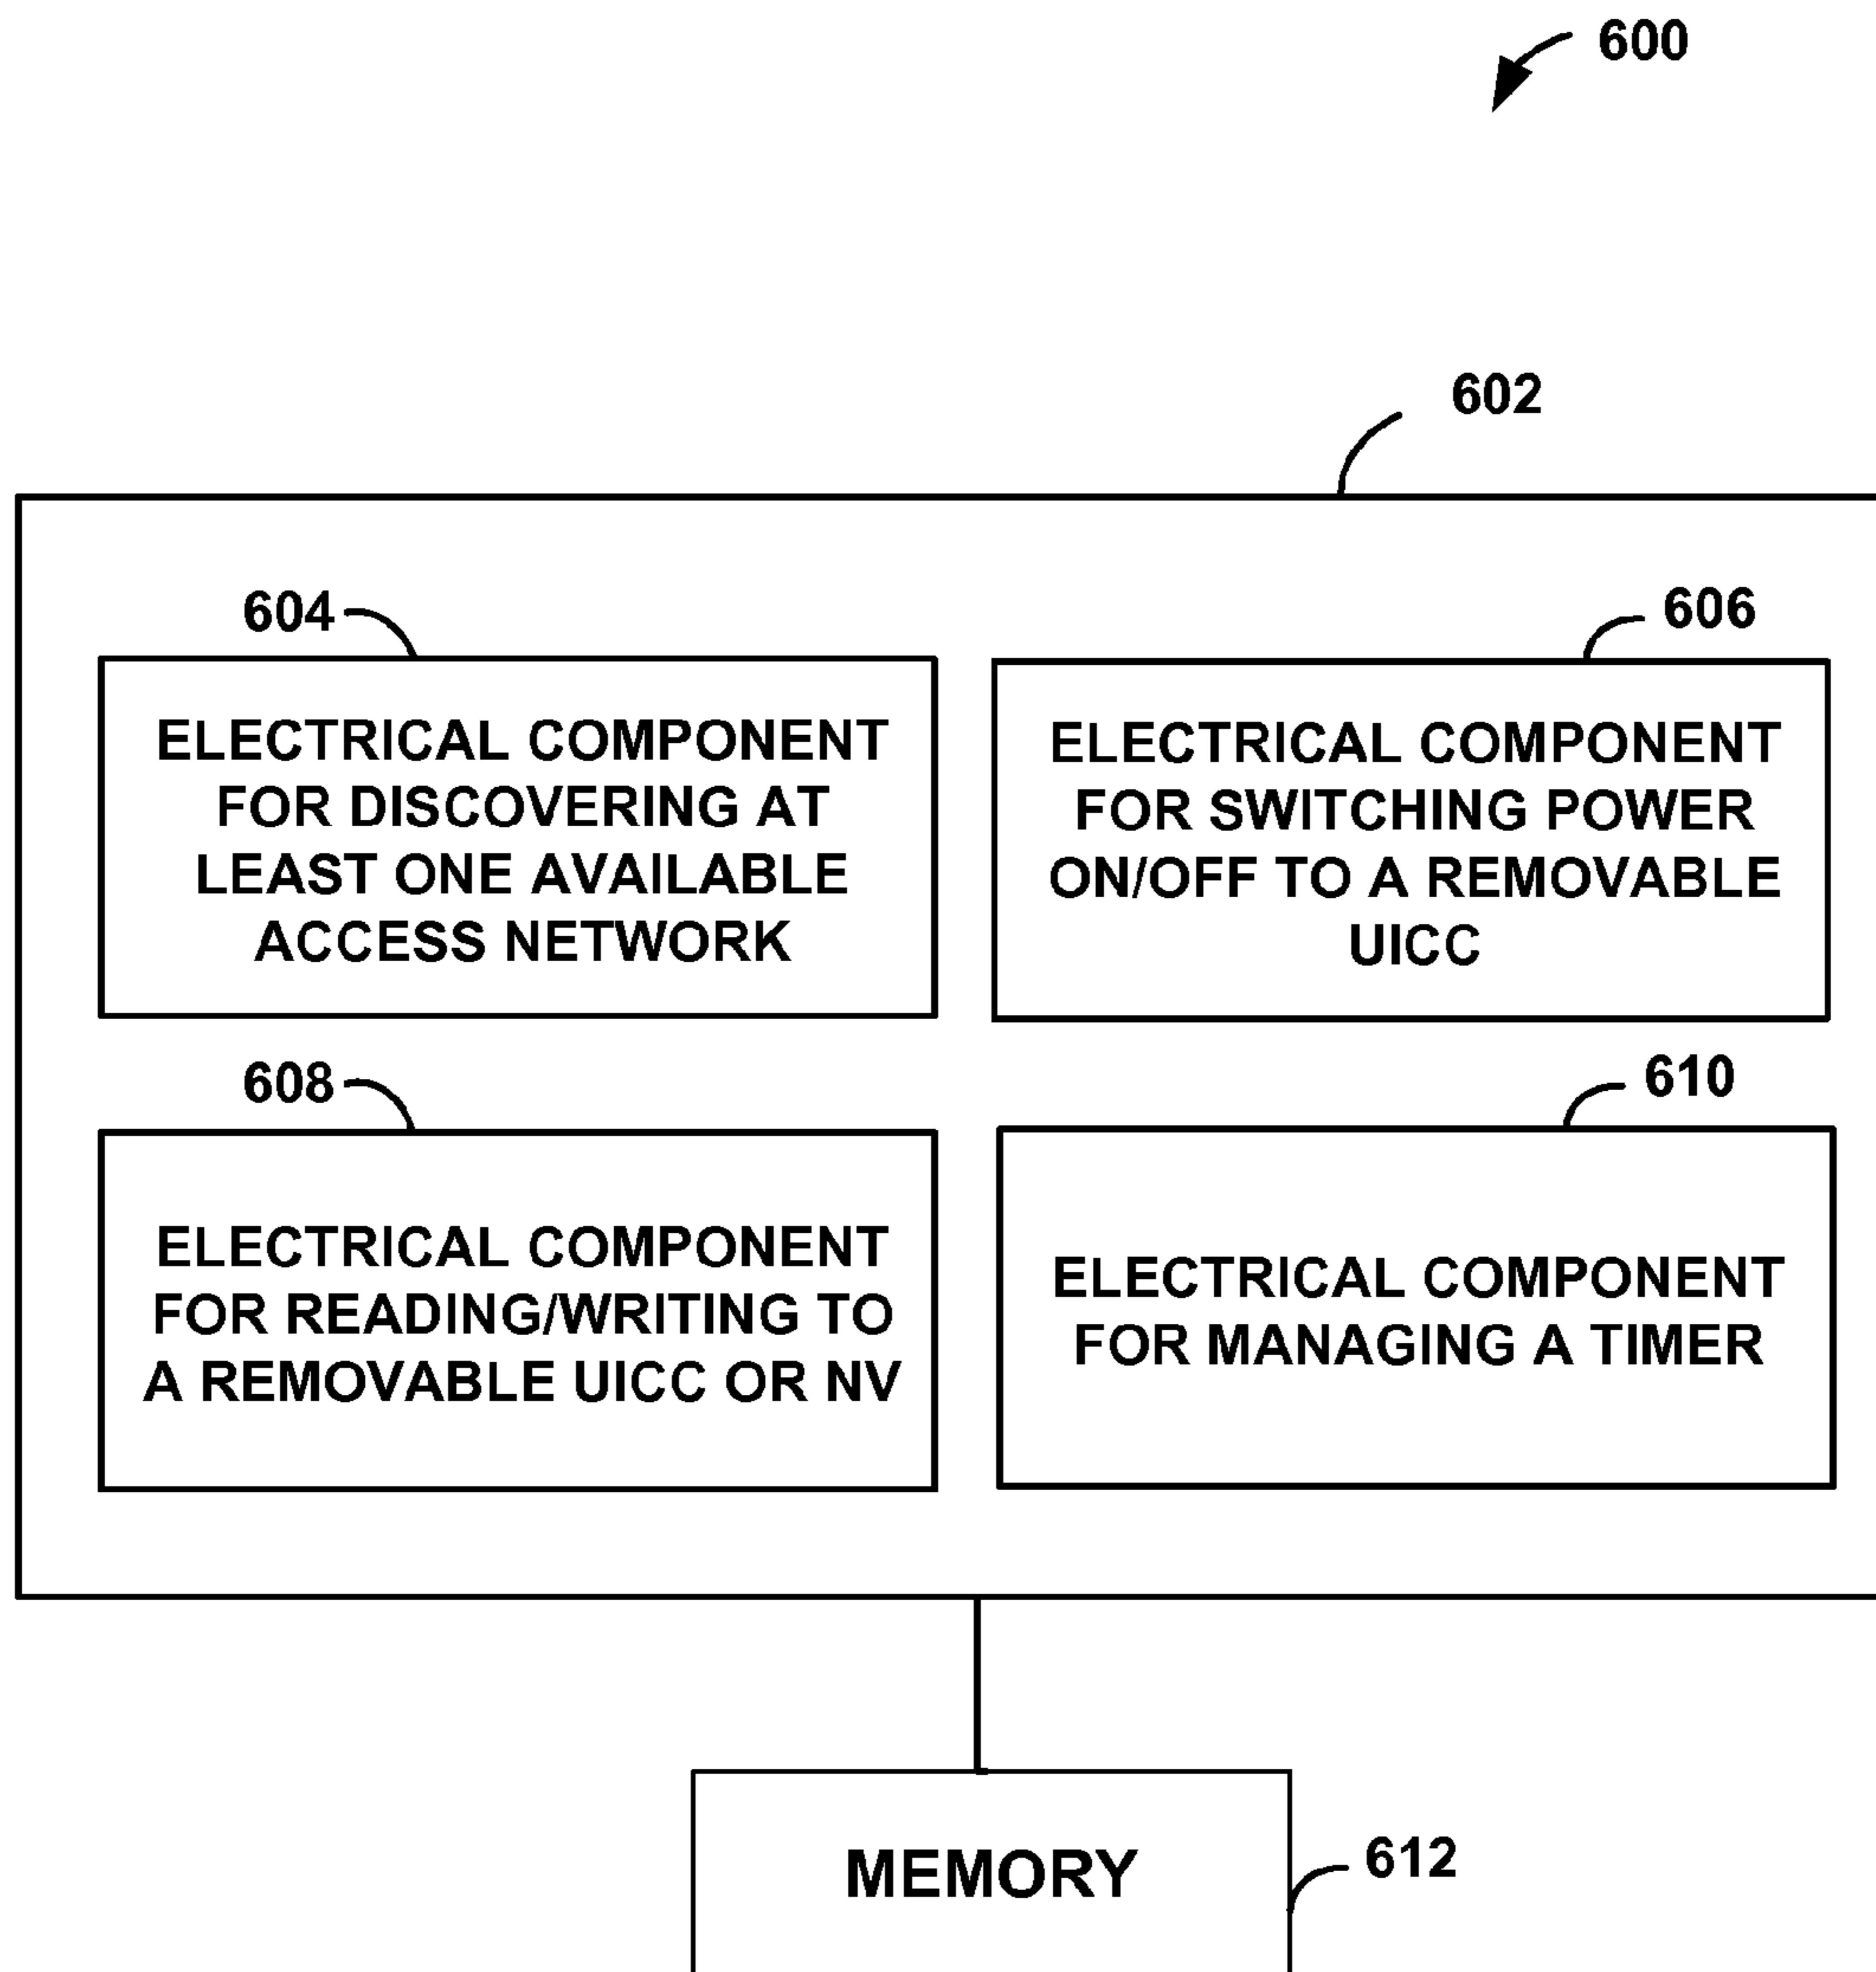 600
602
604
ELECTRICAL COMPONENT
FOR DISCOVERING AT
LEAST ONE AVAILABLE
ACCESS NETWORK
606
ELECTRICAL COMPONENT
FOR SWITCHING POWER
ON/OFF TO A REMOVABLE
UICC
608
ELECTRICAL COMPONENT
FOR READING/WRITING TO
A REMOVABLE UICC OR NV
610
ELECTRICAL COMPONENT
FOR MANAGING A TIMER
MEMORY
612